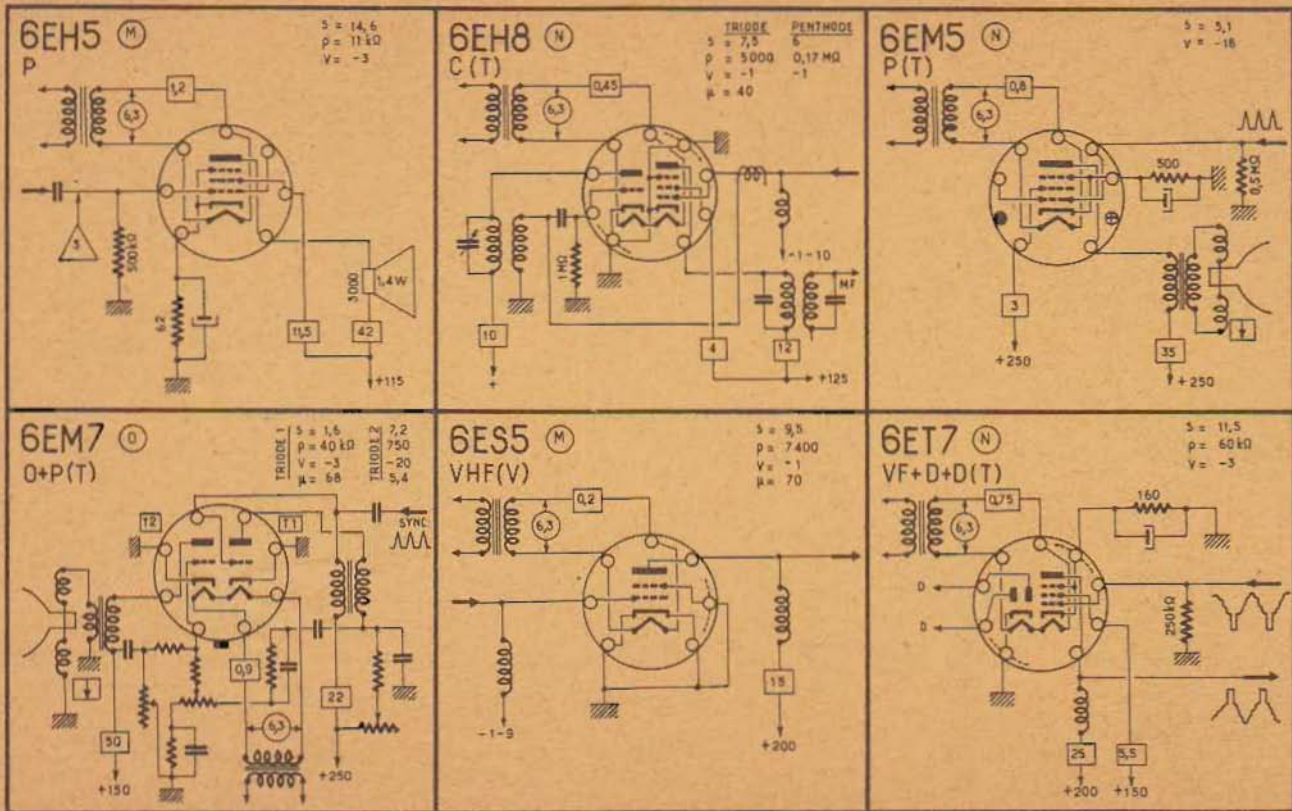 6EH5 M
P
S = 14,6
ρ = 11 kΩ
V = -3
1,2
6,3
3
500 kΩ
62
3000
1,4 W
11,5
42
+115
6EH8 N
C (T)
TRIODE PENTHODE
S = 7,5 6
ρ = 5000 0,17 MΩ
V = -1 -1
μ = 40
0,45
6,3
1 MΩ
-1-10
MF
10
+
4
12
+125
6EM5 N
P(T)
S = 5,1
V = -18
0,8
6,3
500
0,5 MΩ
3
+250
35
+250
6EM7 O
O+P(T)
TRIODE 1 TRIODE 2
S = 1,6 7,2
ρ = 40 kΩ 750
V = -3 -20
μ = 68 5,4
T2
T1
SYNC
0,9
22
6,3
50
+150
+250
6ES5 M
VHF(V)
S = 9,5
ρ = 7400
V = -1
μ = 70
0,2
6,3
-1-9
15
+200
6ET7 N
VF+D+D(T)
S = 11,5
ρ = 60 kΩ
V = -3
0,75
6,3
160
D
D
250 kΩ
25
5,5
+200
+150